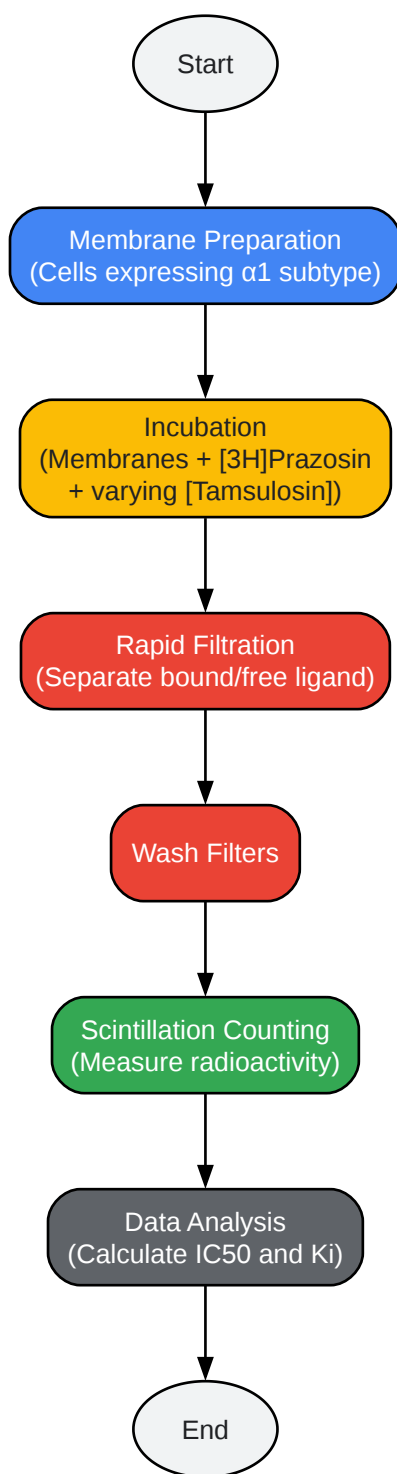 Start
Membrane Preparation
(Cells expressing α1 subtype)
Incubation
(Membranes + [3H]Prazosin
+ varying [Tamsulosin])
Rapid Filtration
(Separate bound/free ligand)
Wash Filters
Scintillation Counting
(Measure radioactivity)
Data Analysis
(Calculate IC50 and Ki)
End